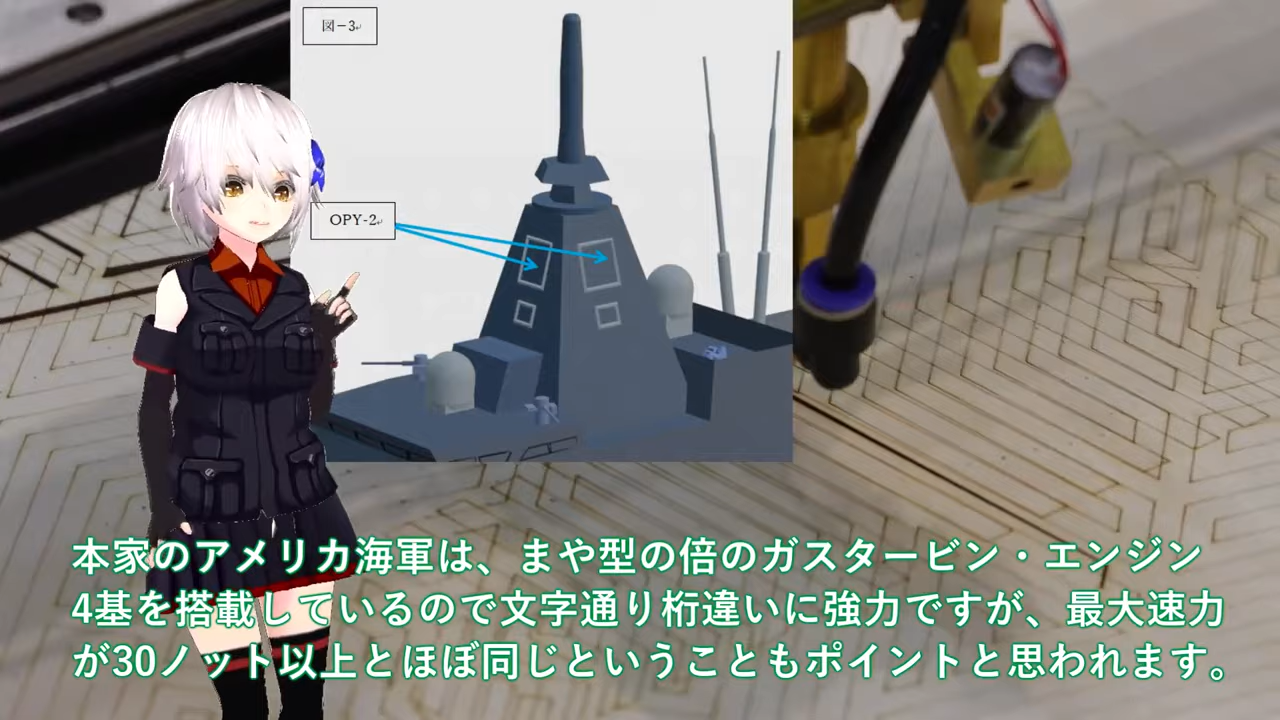 図－3
OPY-2
本家のアメリカ海軍は、まや型の倍のガスタービン・エンジン
4基を搭載しているので文字通り桁違いに強力ですが、最大速力
が30ノット以上とほぼ同じということもポイントと思われます。